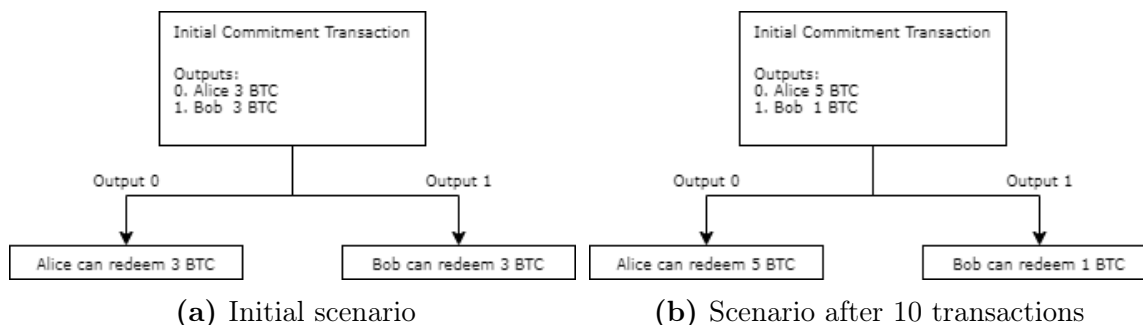 Initial Commitment Transaction
Outputs:
0. Alice 3 BTC
1. Bob 3 BTC
Output 0
Output 1
Alice can redeem 3 BTC
Bob can redeem 3 BTC
(a) Initial scenario
Initial Commitment Transaction
Outputs:
0. Alice 5 BTC
1. Bob 1 BTC
Output 0
Output 1
Alice can redeem 5 BTC
Bob can redeem 1 BTC
(b) Scenario after 10 transactions